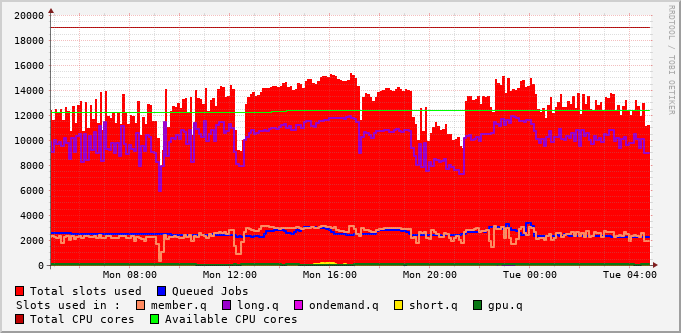 20000
18000
16000
14000
12000
10000
8000
6000
4000
2000
0
Mon 08:00 Mon 12:00 Mon 16:00 Mon 20:00 Tue 00:00 Tue 04:00
RRDTOOL / TOBI OETIKER
Total slots used Queued Jobs
Slots used in : member.q long.q ondemand.q short.q gpu.q
Total CPU cores Available CPU cores